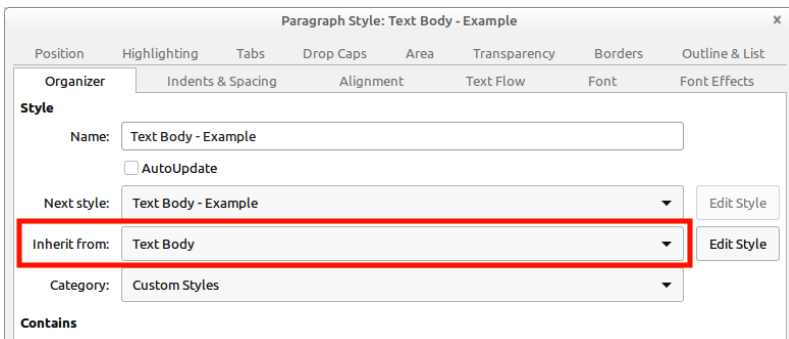 Paragraph Style: Text Body - Example x
Position Highlighting Tabs Drop Caps Area Transparency Borders Outline & List
Organizer Indents & Spacing Alignment Text Flow Font Font Effects
Style
Name: Text Body - Example
AutoUpdate
Next style: Text Body - Example Edit Style
Inherit from: Text Body Edit Style
Category: Custom Styles
Contains